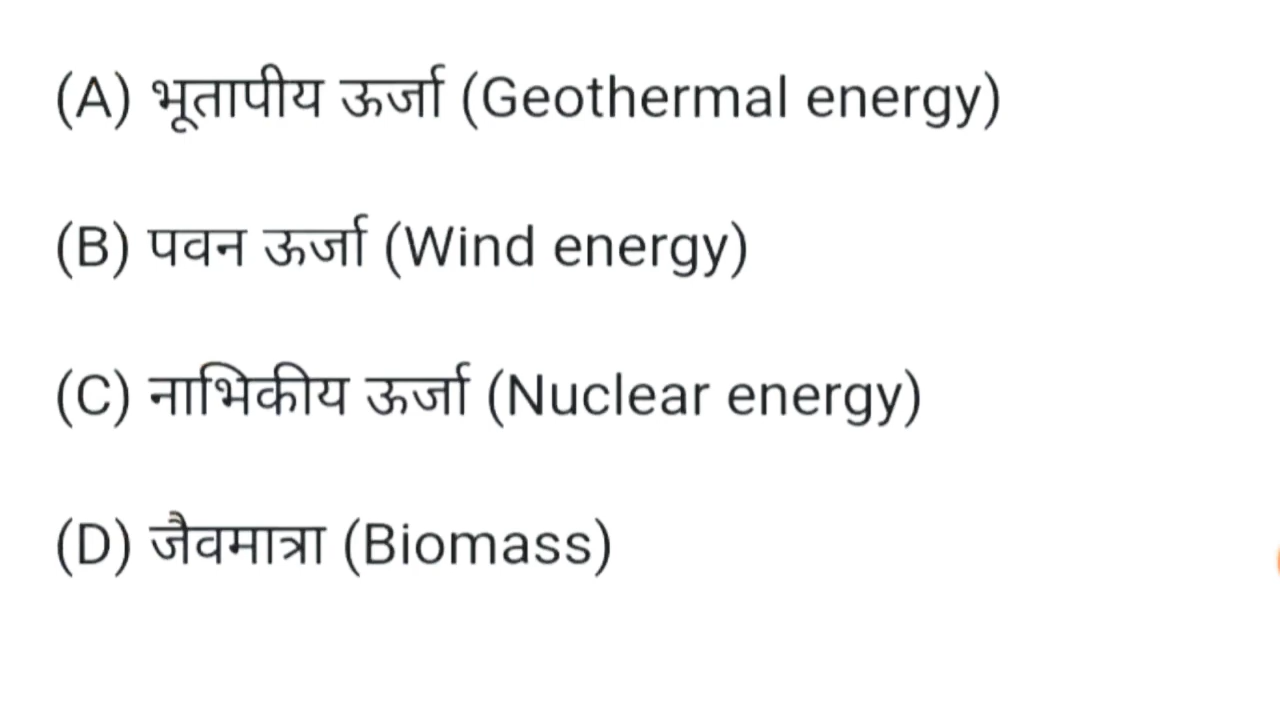 (A) भूतापीय ऊर्जा (Geothermal energy)
(B) पवन ऊर्जा (Wind energy)
(C) नाभिकीय ऊर्जा (Nuclear energy)
(D) जैवमात्रा (Biomass)